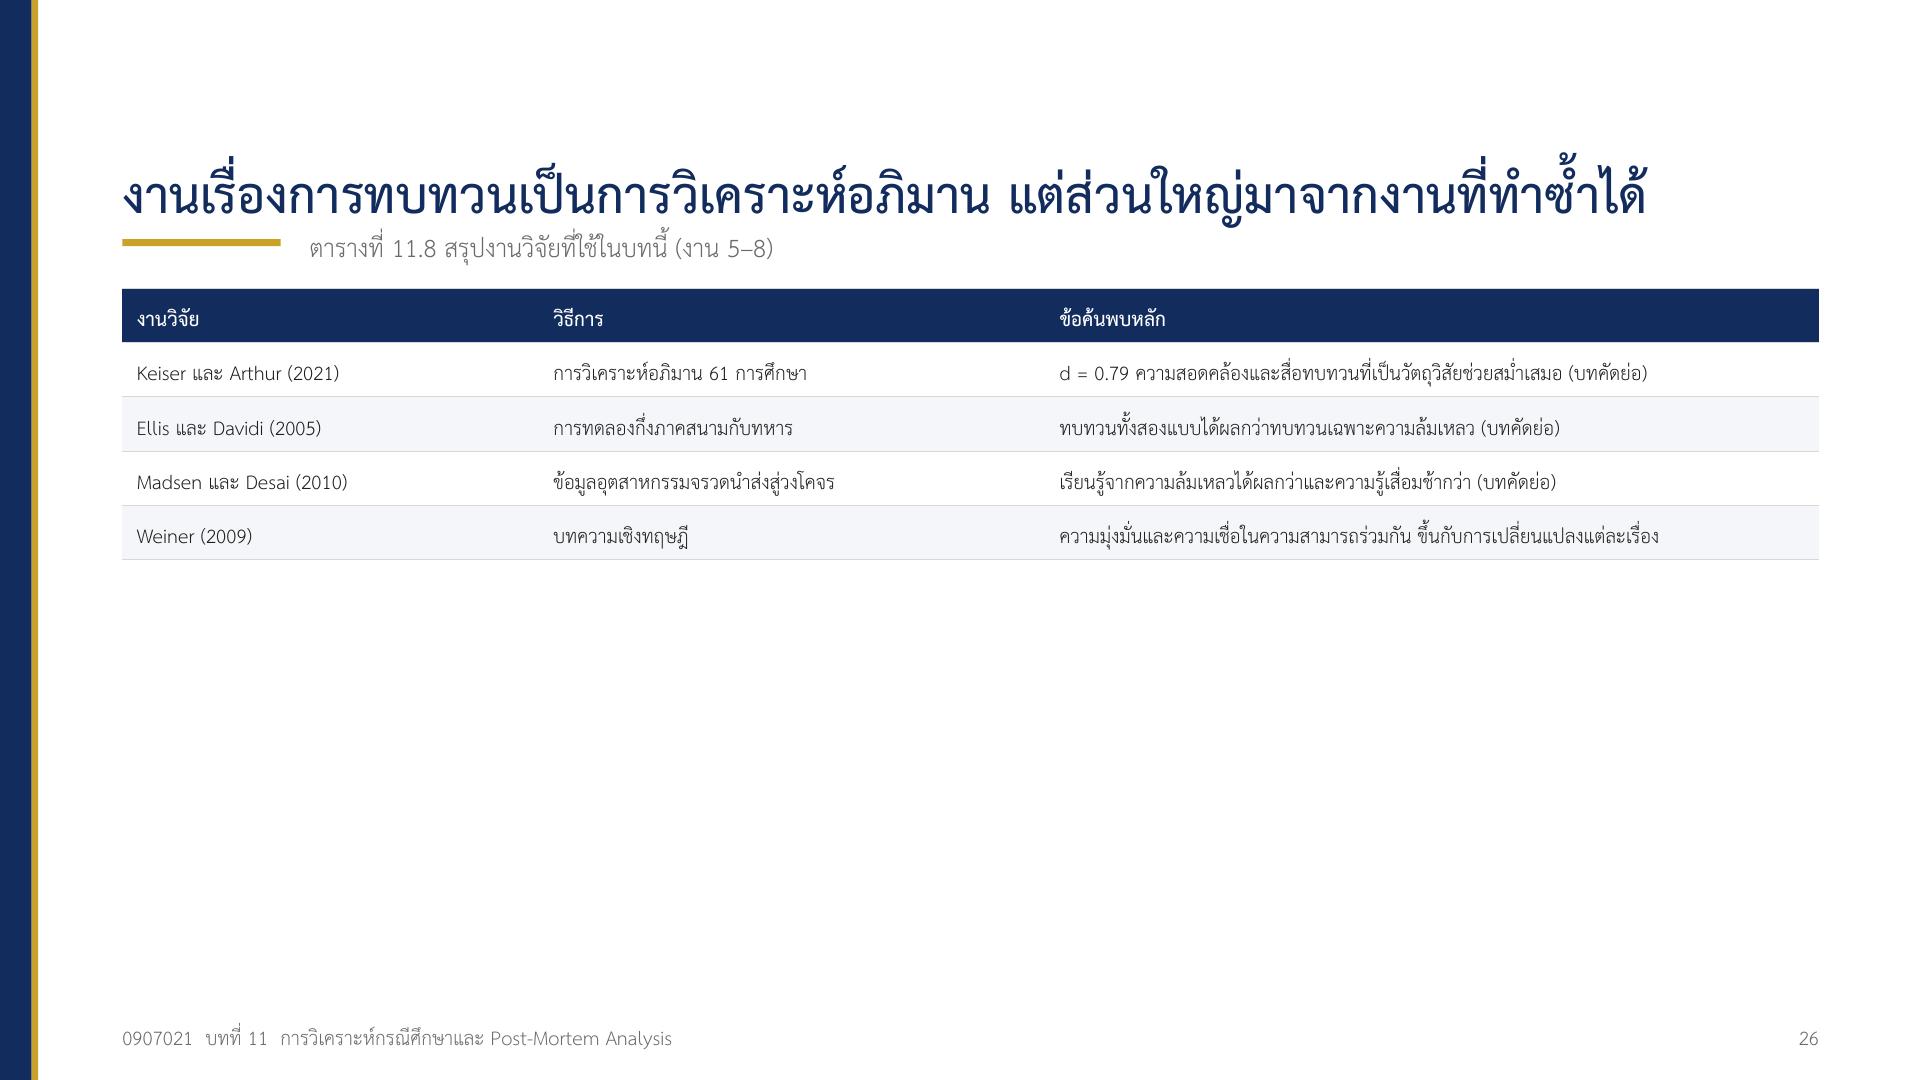 งานเรื่องการทบทวนเป็นการวิเคราะห์อภิมาน แต่ส่วนใหญ่มาจากงานที่ทำซ้ำได้
ตารางที่ 11.8 สรุปงานวิจัยที่ใช้ในบทนี้ (งาน 5–8)
งานวิจัย วิธีการ ข้อค้นพบหลัก
Keiser และ Arthur (2021) การวิเคราะห์อภิมาน 61 การศึกษา d = 0.79 ความสอดคล้องและสื่อทบทวนที่เป็นวัตถุวิสัยช่วยสม่ำเสมอ (บทคัดย่อ)
Ellis และ Davidi (2005) การทดลองกึ่งภาคสนามกับทหาร ทบทวนทั้งสองแบบได้ผลกว่าทบทวนเฉพาะความล้มเหลว (บทคัดย่อ)
Madsen และ Desai (2010) ข้อมูลอุตสาหกรรมจรวดนำส่งสู่วงโคจร เรียนรู้จากความล้มเหลวได้ผลกว่าและความรู้เสื่อมช้ากว่า (บทคัดย่อ)
Weiner (2009) บทความเชิงทฤษฎี ความมุ่งมั่นและความเชื่อในความสามารถร่วมกัน ขึ้นกับการเปลี่ยนแปลงแต่ละเรื่อง
0907021 บทที่ 11 การวิเคราะห์กรณีศึกษาและ Post-Mortem Analysis 26